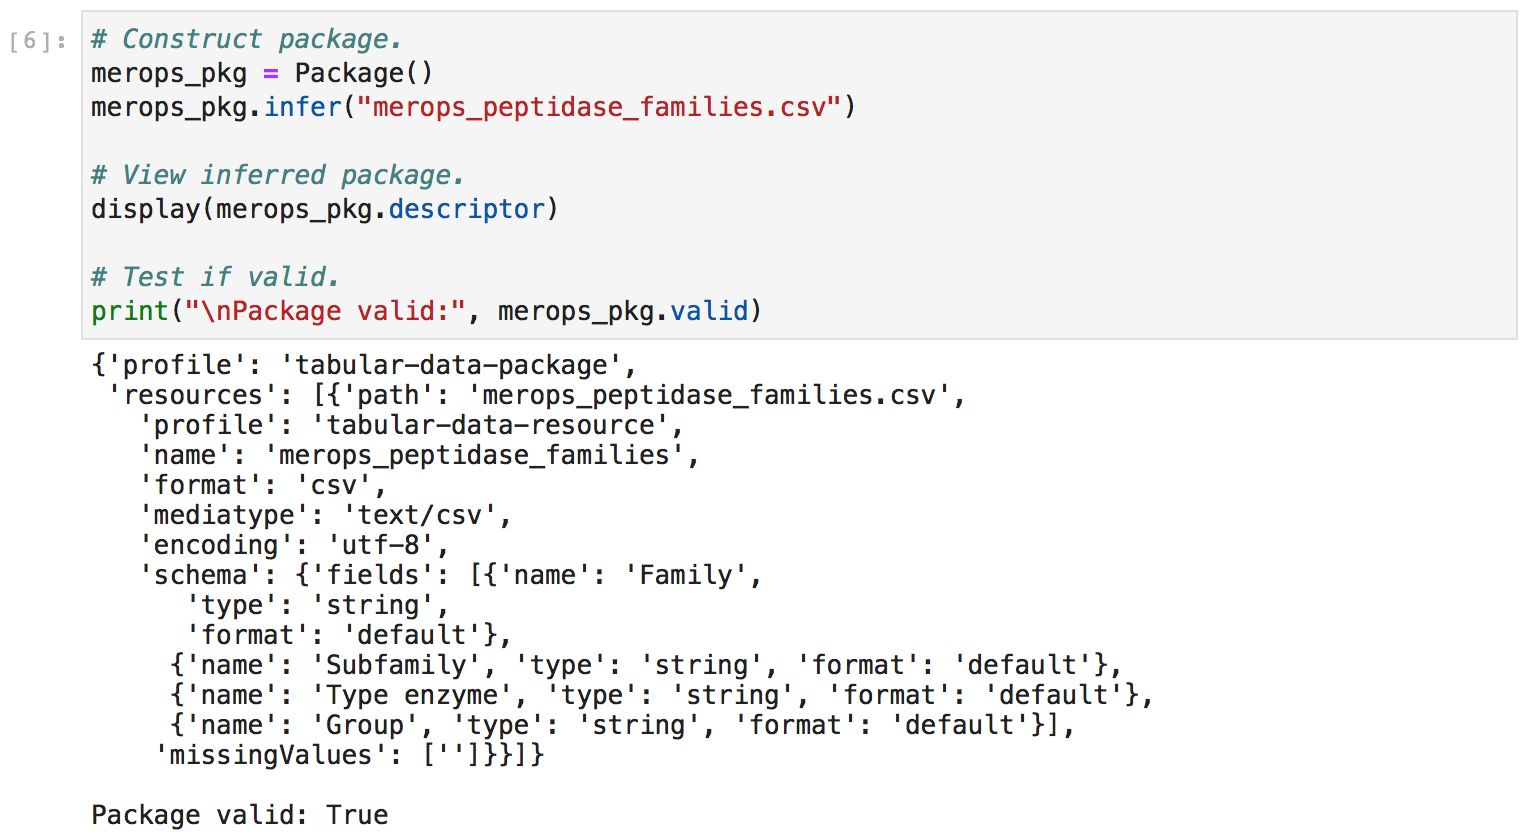 [6]:
# Construct package.
merops_pkg = Package()
merops_pkg.infer("merops_peptidase_families.csv")
# View inferred package.
display(merops_pkg.descriptor)
# Test if valid.
print("\nPackage valid:", merops_pkg.valid)
{'profile': 'tabular-data-package',
 'resources': [{'path': 'merops_peptidase_families.csv',
   'profile': 'tabular-data-resource',
   'name': 'merops_peptidase_families',
   'format': 'csv',
   'mediatype': 'text/csv',
   'encoding': 'utf-8',
   'schema': {'fields': [{'name': 'Family',
      'type': 'string',
      'format': 'default'},
     {'name': 'Subfamily', 'type': 'string', 'format': 'default'},
     {'name': 'Type enzyme', 'type': 'string', 'format': 'default'},
     {'name': 'Group', 'type': 'string', 'format': 'default'}],
    'missingValues': ['']}}]}
Package valid: True